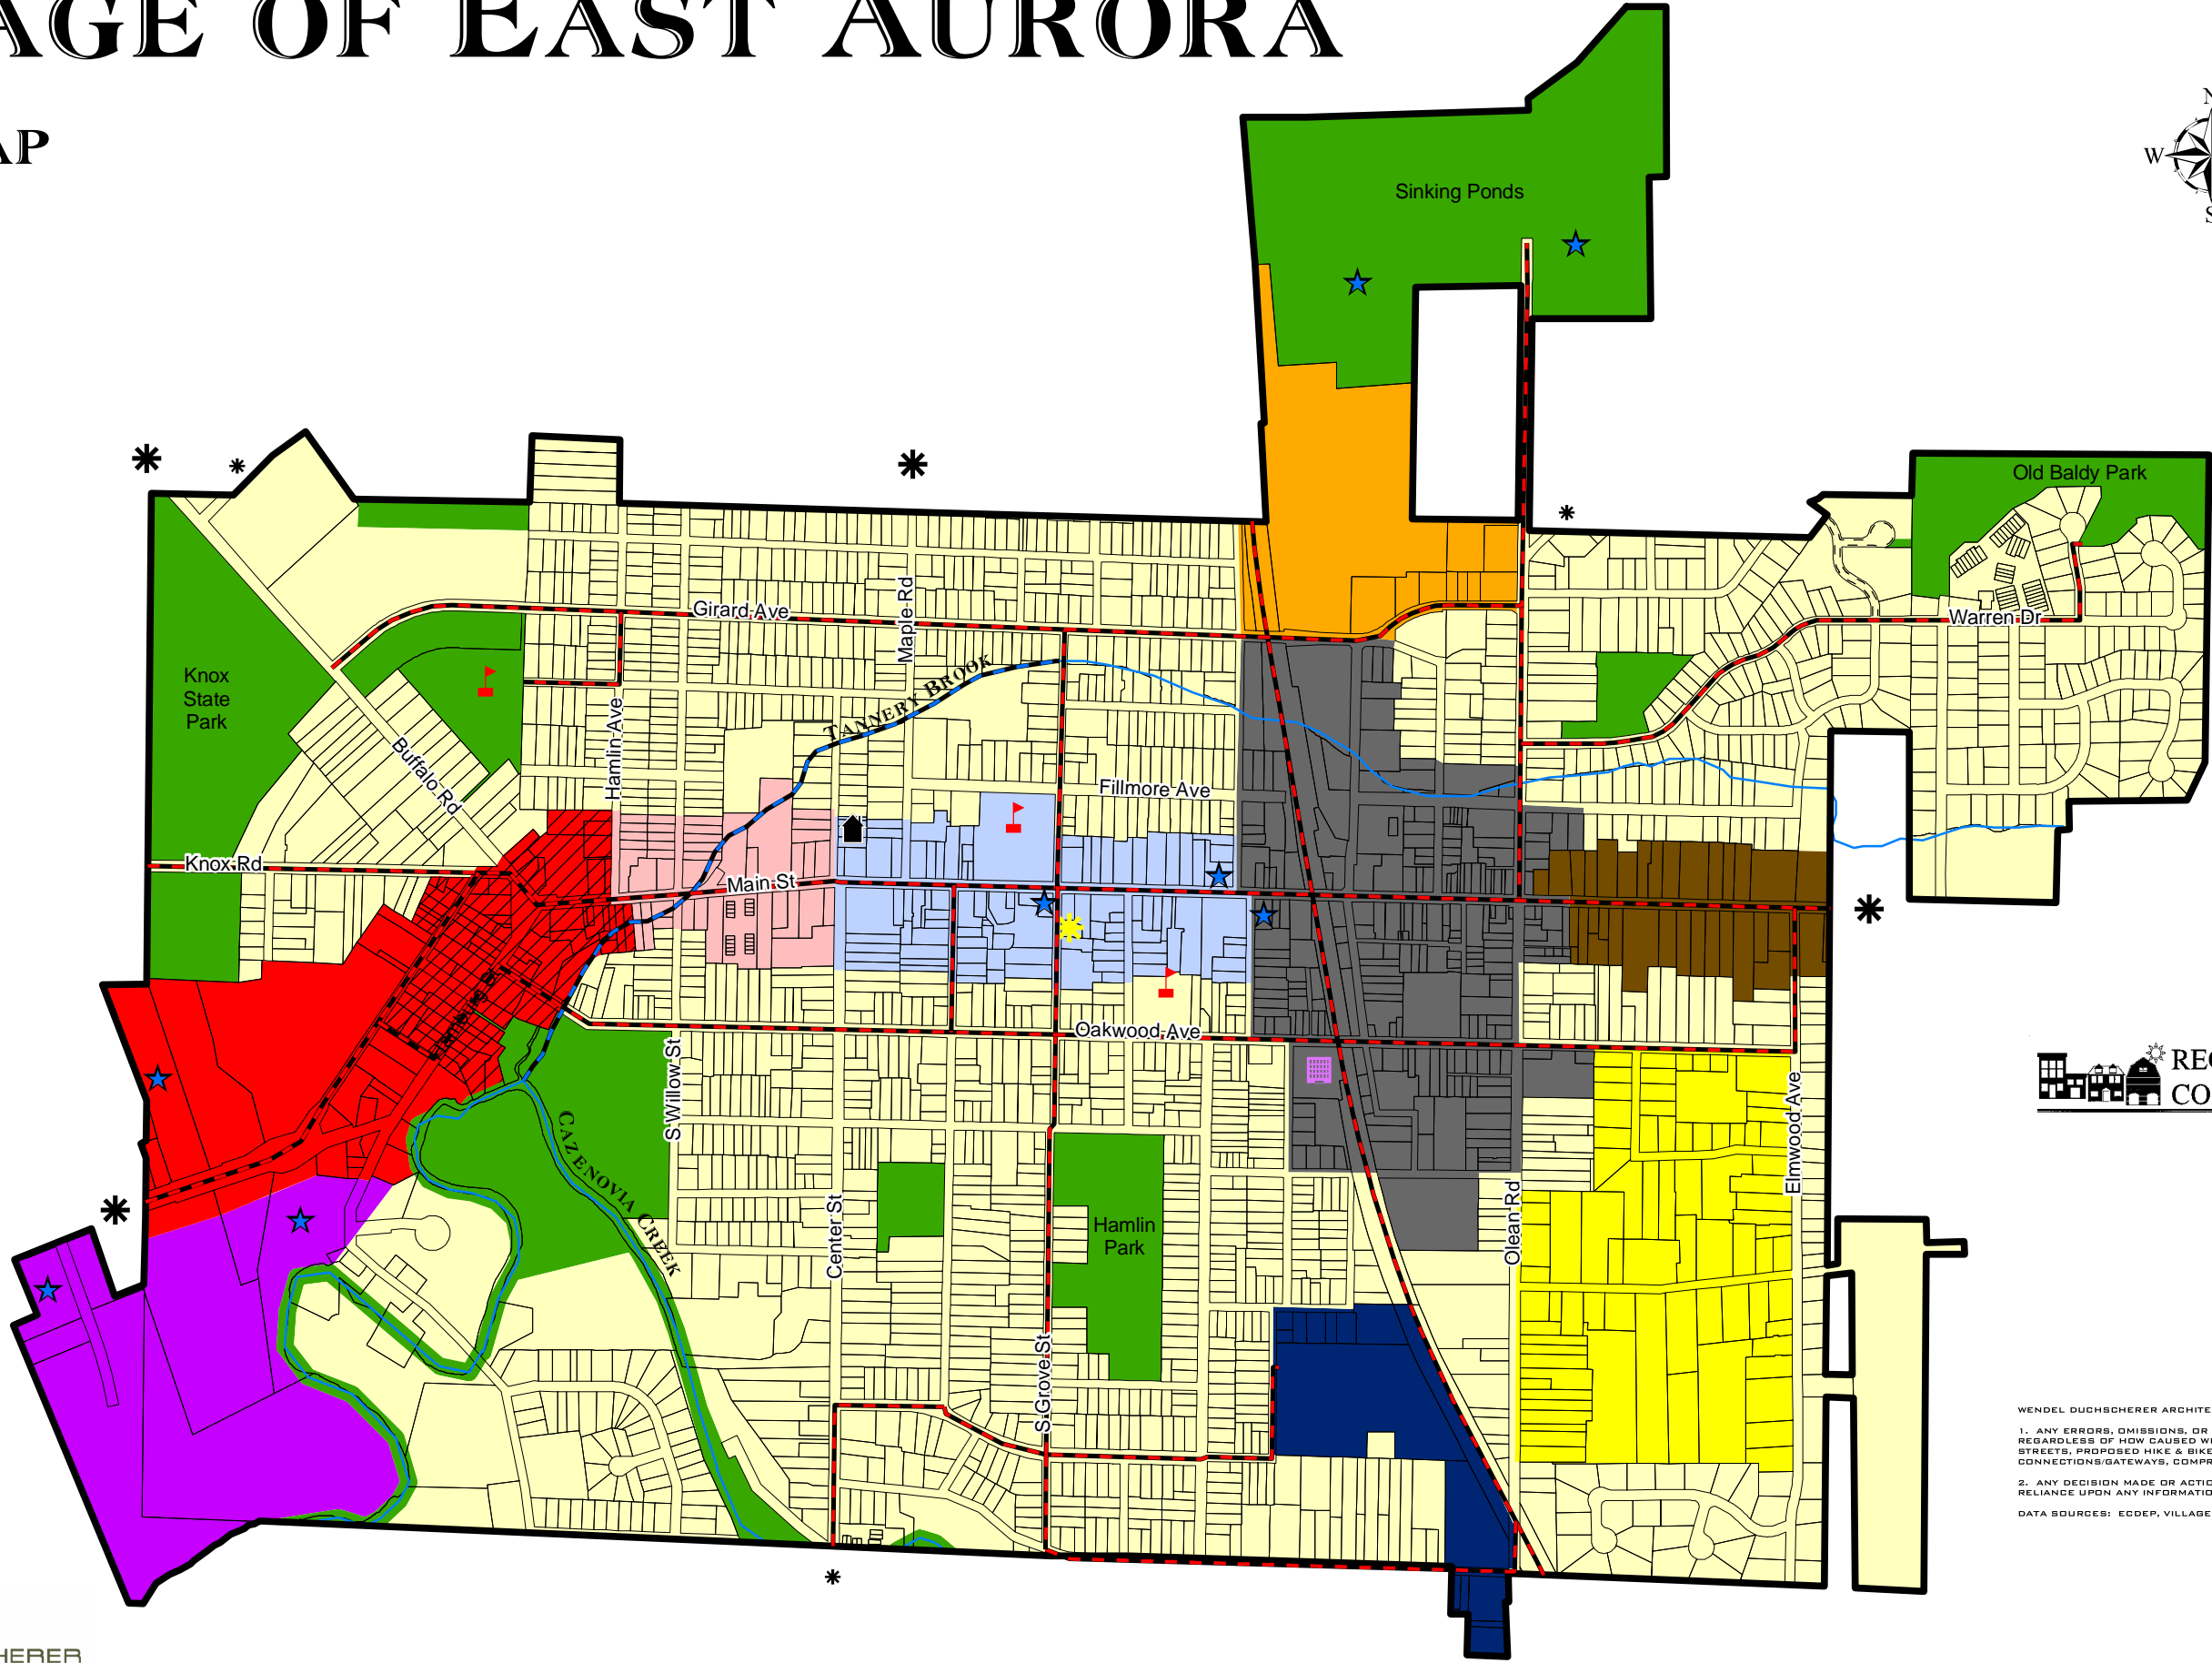 AGE OF EAST AURORA
AP
N
W
S
Sinking Ponds
Old Baldy Park
Knox
State
Park
Girard Ave
Maple Rd
Warren Dr
TANNERY BROOK
Hamlin Ave
Buffalo Rd
Fillmore Ave
Knox Rd
Main St
Oakwood Ave
S Willow St
CAZENOVIA CREEK
Center St
Hamlin
Park
S Grove St
Olean Rd
Elmwood Ave
REG
CO
WENDEL DUCHSCHERER ARCHITE
1. ANY ERRORS, OMISSIONS, OR
REGARDLESS OF HOW CAUSED W
STREETS, PROPOSED HIKE & BIKE
CONNECTIONS/GATEWAYS, COMPR
2. ANY DECISION MADE OR ACTIO
RELIANCE UPON ANY INFORMATIO
DATA SOURCES: ECDEP, VILLAGE
HERER